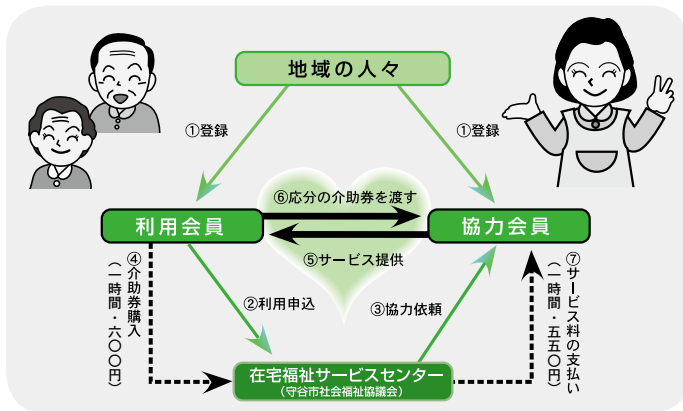 地域の人々
①登録
①登録
⑥応分の介助券を渡す
利用会員
協力会員
⑤サービス提供
④介助券購入
（一時間・六〇〇円）
②利用申込
③協力依頼
⑦サービス料の支払い
（一時間・五五〇円）
在宅福祉サービスセンター
（守谷市社会福祉協議会）